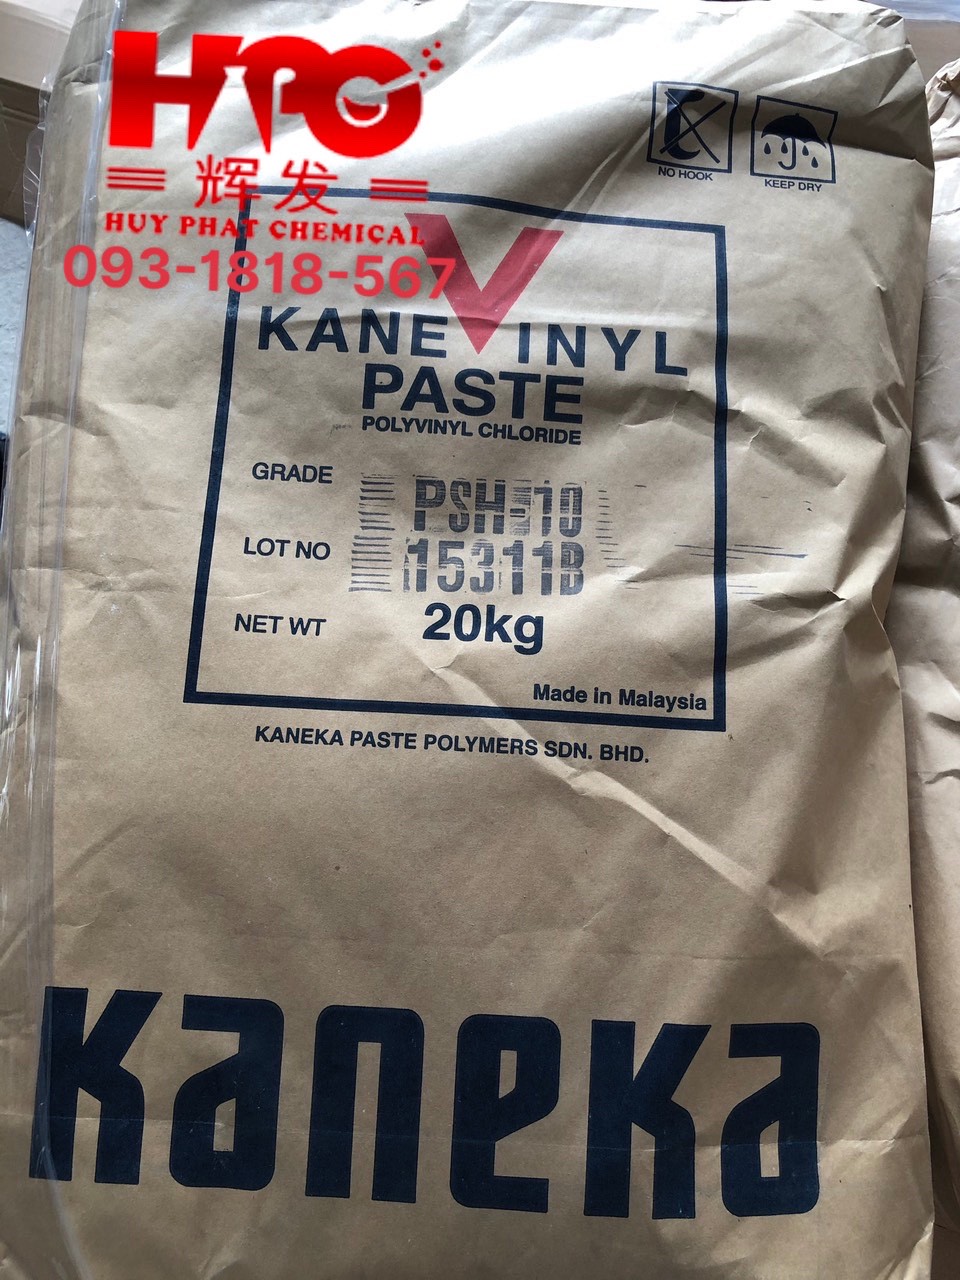 HPC
辉发
HUY PHAT CHEMICAL
093-1818-567
NO HOOK
KEEP DRY
KANEVINYL
PASTE
POLYVINYL CHLORIDE
GRADE PSH-10
LOT NO 15311B
NET WT 20kg
Made in Malaysia
KANEKA PASTE POLYMERS SDN. BHD.
kaneka